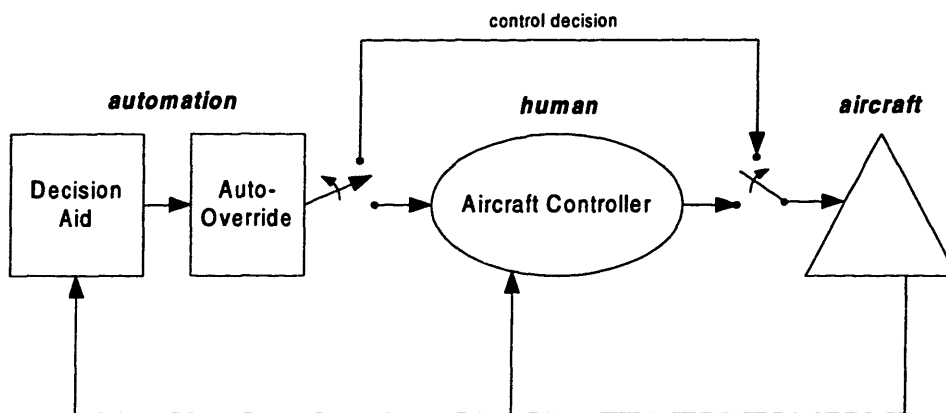 control decision
automation
human
aircraft
Decision
Aid
Auto-
Override
Aircraft Controller